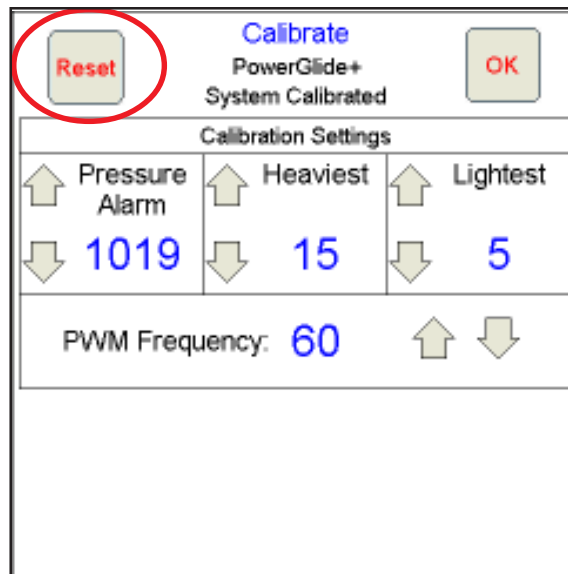 Reset
Calibrate
PowerGlide+
System Calibrated
OK
Calibration Settings
Pressure
Alarm
1019
Heaviest
15
Lightest
5
PWM Frequency: 60